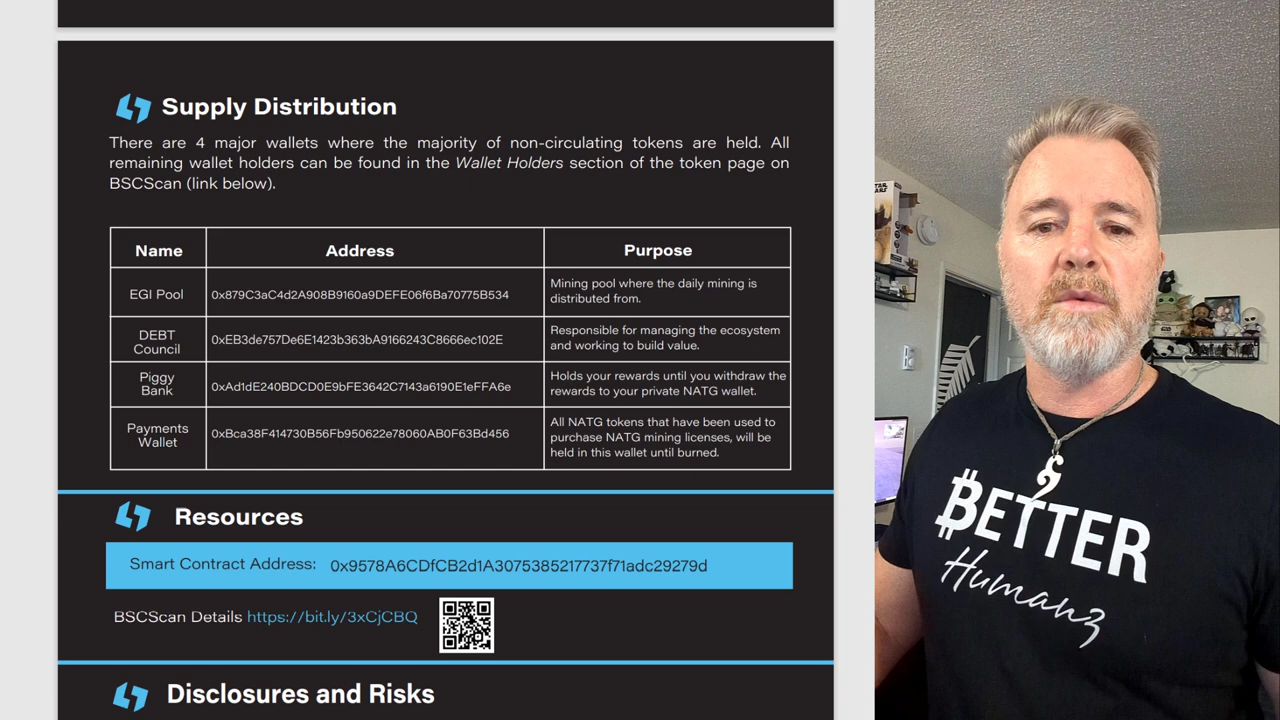 Supply Distribution
There are 4 major wallets where the majority of non-circulating tokens are held. All
remaining wallet holders can be found in the Wallet Holders section of the token page on
BSCScan (link below).
Name Address Purpose
EGI Pool 0x879C3aC4d2A908B9160a9DEFE06f6Ba70775B534 Mining pool where the daily mining is
distributed from.
DEBT
Council 0xEB3de757De6E1423b363bA9166243C8666ec102E Responsible for managing the ecosystem
and working to build value.
Piggy
Bank 0xAd1dE240BDCD0E9bFE3642C7143a6190E1eFFA6e Holds your rewards until you withdraw the
rewards to your private NATG wallet.
Payments
Wallet 0xBca38F414730B56Fb950622e78060AB0F63Bd456 All NATG tokens that have been used to
purchase NATG mining licenses, will be
held in this wallet until burned.
Resources
Smart Contract Address: 0x9578A6CDfCB2d1A3075385217737f71adc29279d
BSCScan Details https://bit.ly/3xCjCBQ
Disclosures and Risks
STAR
WARS
BETTER
Humanz